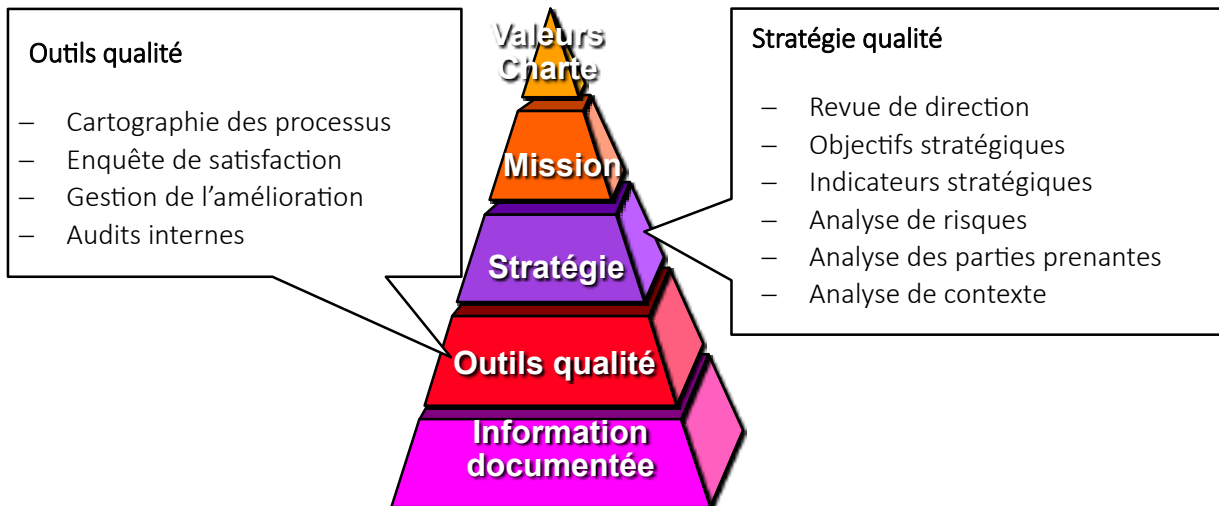 Outils qualité
– Cartographie des processus
– Enquête de satisfaction
– Gestion de l’amélioration
– Audits internes
Valeurs
Charte
Mission
Stratégie
Outils qualité
Information
documentée
Stratégie qualité
– Revue de direction
– Objectifs stratégiques
– Indicateurs stratégiques
– Analyse de risques
– Analyse des parties prenantes
– Analyse de contexte